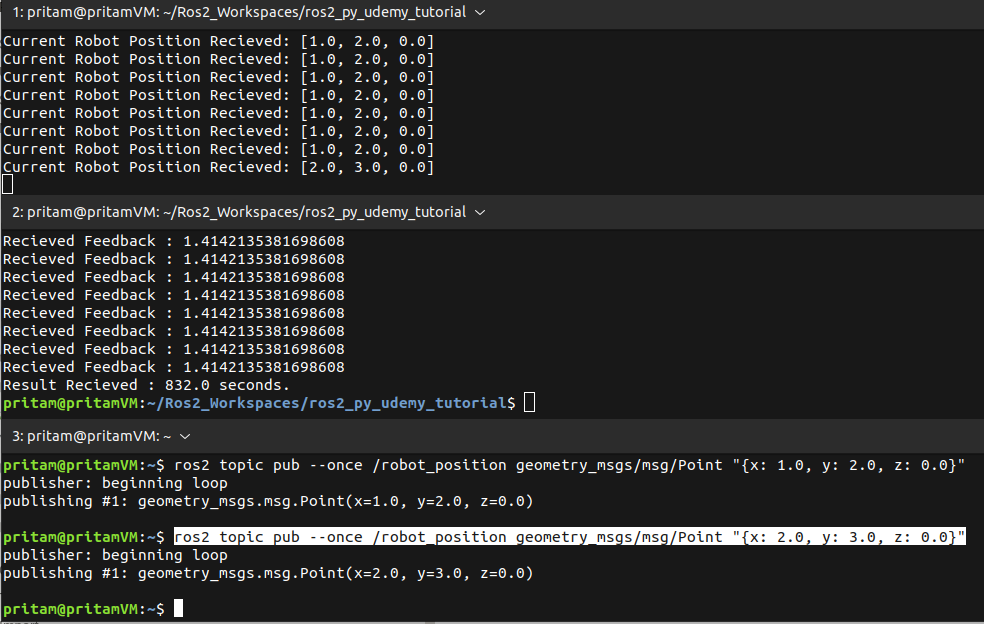 1: pritam@pritamVM: ~/Ros2_Workspaces/ros2_py_udemy_tutorial
Current Robot Position Recieved: [1.0, 2.0, 0.0]
Current Robot Position Recieved: [1.0, 2.0, 0.0]
Current Robot Position Recieved: [1.0, 2.0, 0.0]
Current Robot Position Recieved: [1.0, 2.0, 0.0]
Current Robot Position Recieved: [1.0, 2.0, 0.0]
Current Robot Position Recieved: [1.0, 2.0, 0.0]
Current Robot Position Recieved: [1.0, 2.0, 0.0]
Current Robot Position Recieved: [2.0, 3.0, 0.0]
2: pritam@pritamVM: ~/Ros2_Workspaces/ros2_py_udemy_tutorial
Recieved Feedback : 1.4142135381698608
Recieved Feedback : 1.4142135381698608
Recieved Feedback : 1.4142135381698608
Recieved Feedback : 1.4142135381698608
Recieved Feedback : 1.4142135381698608
Recieved Feedback : 1.4142135381698608
Recieved Feedback : 1.4142135381698608
Recieved Feedback : 1.4142135381698608
Result Recieved : 832.0 seconds.
pritam@pritamVM:~/Ros2_Workspaces/ros2_py_udemy_tutorial$
3: pritam@pritamVM: ~
pritam@pritamVM:~$ ros2 topic pub --once /robot_position geometry_msgs/msg/Point "{x: 1.0, y: 2.0, z: 0.0}"
publisher: beginning loop
publishing #1: geometry_msgs.msg.Point(x=1.0, y=2.0, z=0.0)
pritam@pritamVM:~$ ros2 topic pub --once /robot_position geometry_msgs/msg/Point "{x: 2.0, y: 3.0, z: 0.0}"
publisher: beginning loop
publishing #1: geometry_msgs.msg.Point(x=2.0, y=3.0, z=0.0)
pritam@pritamVM:~$